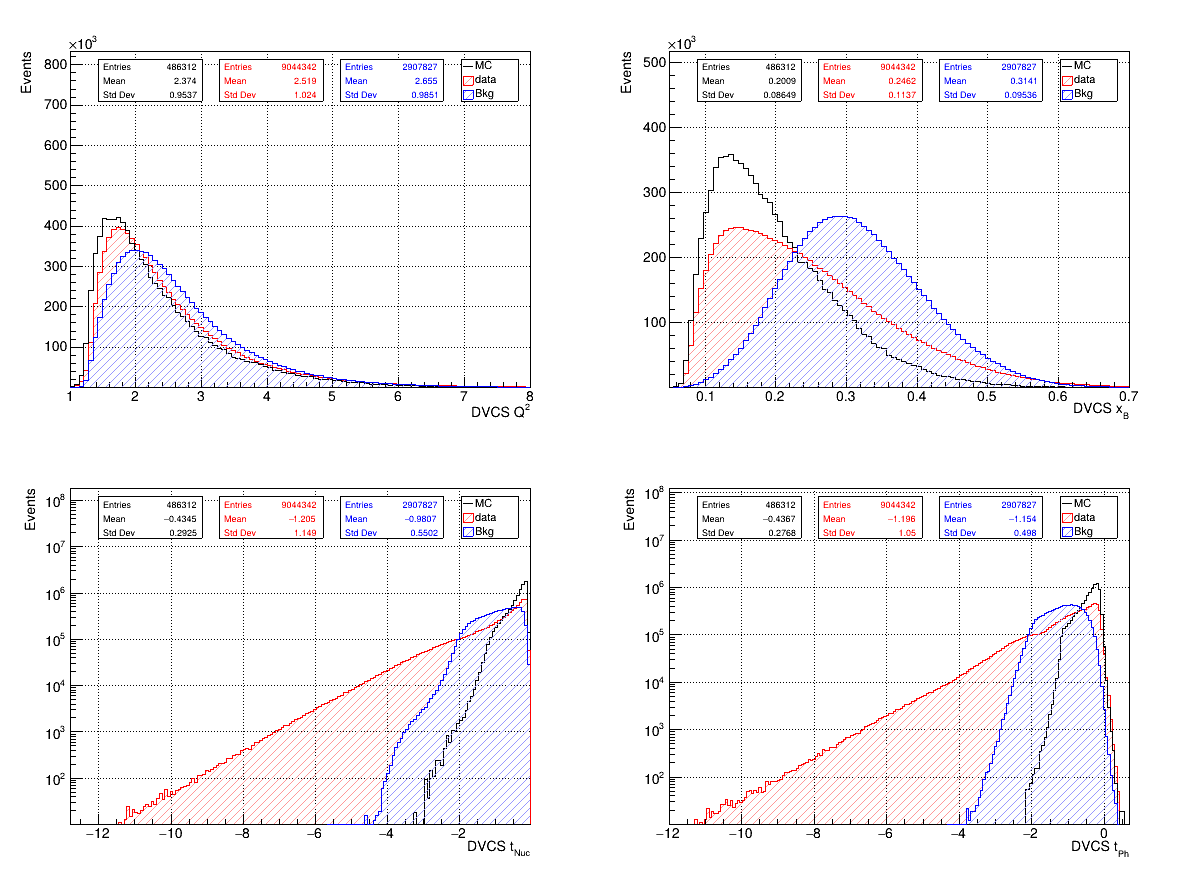 ×10³
Events
800
700
600
500
400
300
200
100
Entries 486312
Mean 2.374
Std Dev 0.9537
Entries 9044342
Mean 2.519
Std Dev 1.024
Entries 2907827
Mean 2.655
Std Dev 0.9851
MC
data
Bkg
1 2 3 4 5 6 7 8
DVCS Q²
×10³
Events
500
400
300
200
100
Entries 486312
Mean 0.2009
Std Dev 0.08649
Entries 9044342
Mean 0.2462
Std Dev 0.1137
Entries 2907827
Mean 0.3141
Std Dev 0.09536
MC
data
Bkg
0.1 0.2 0.3 0.4 0.5 0.6 0.7
DVCS x_B
Events
10⁸
10⁷
10⁶
10⁵
10⁴
10³
10²
Entries 486312
Mean −0.4345
Std Dev 0.2925
Entries 9044342
Mean −1.205
Std Dev 1.149
Entries 2907827
Mean −0.9807
Std Dev 0.5502
MC
data
Bkg
−12 −10 −8 −6 −4 −2
DVCS t_Nuc
Events
10⁸
10⁷
10⁶
10⁵
10⁴
10³
10²
Entries 486312
Mean −0.4367
Std Dev 0.2768
Entries 9044342
Mean −1.196
Std Dev 1.05
Entries 2907827
Mean −1.154
Std Dev 0.498
MC
data
Bkg
−12 −10 −8 −6 −4 −2 0
DVCS t_Ph